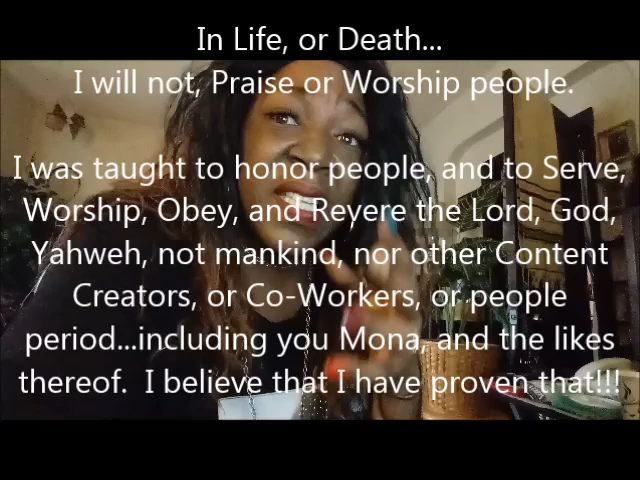 In Life, or Death...
I will not, Praise or Worship people.
I was taught to honor people, and to Serve,
Worship, Obey, and Revere the Lord, God,
Yahweh, not mankind, nor other Content
Creators, or Co-Workers, or people
period...including you Mona, and the likes
thereof.  I believe that I have proven that!!!